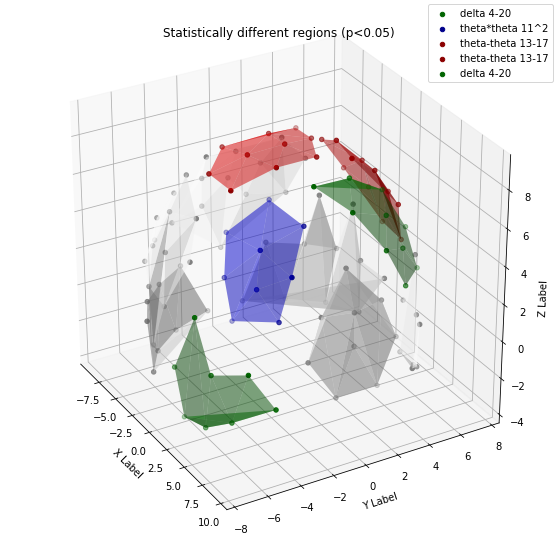 Statistically different regions (p<0.05)
delta 4-20
theta*theta 11^2
theta-theta 13-17
theta-theta 13-17
delta 4-20
8
6
4
2
0
−2
−4
Z Label
−7.5
−5.0
−2.5
0.0
2.5
5.0
7.5
10.0
X Label
−8
−6
−4
−2
0
2
4
6
8
Y Label